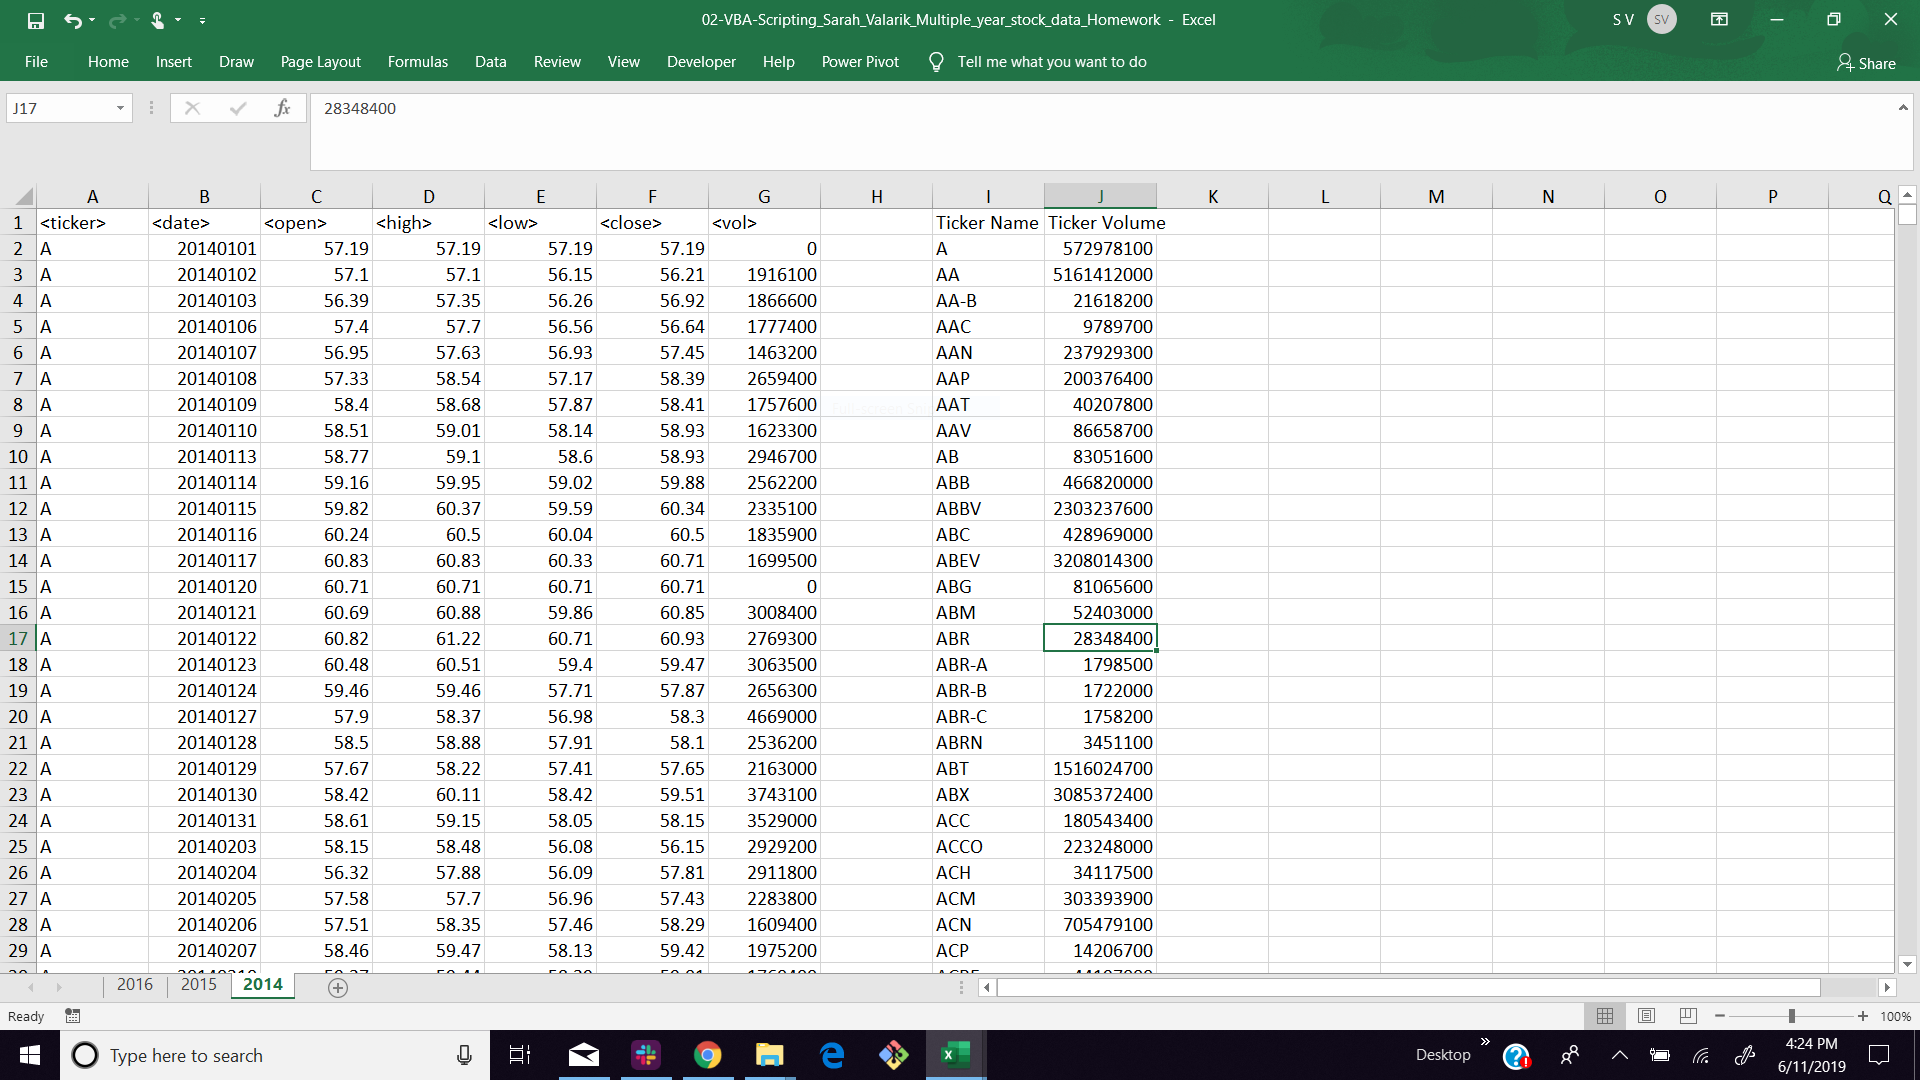 02-VBA-Scripting_Sarah_Valarik_Multiple_year_stock_data_Homework - Excel S V SV
File Home Insert Draw Page Layout Formulas Data Review View Developer Help Power Pivot Tell me what you want to do Share
J17 fx 28348400
A B C D E F G H I J K L M N O P Q
1 <ticker> <date> <open> <high> <low> <close> <vol> Ticker Name Ticker Volume
2 A 20140101 57.19 57.19 57.19 57.19 0 A 572978100
3 A 20140102 57.1 57.1 56.15 56.21 1916100 AA 5161412000
4 A 20140103 56.39 57.35 56.26 56.92 1866600 AA-B 21618200
5 A 20140106 57.4 57.7 56.56 56.64 1777400 AAC 9789700
6 A 20140107 56.95 57.63 56.93 57.45 1463200 AAN 237929300
7 A 20140108 57.33 58.54 57.17 58.39 2659400 AAP 200376400
8 A 20140109 58.4 58.68 57.87 58.41 1757600 AAT 40207800
9 A 20140110 58.51 59.01 58.14 58.93 1623300 AAV 86658700
10 A 20140113 58.77 59.1 58.6 58.93 2946700 AB 83051600
11 A 20140114 59.16 59.95 59.02 59.88 2562200 ABB 466820000
12 A 20140115 59.82 60.37 59.59 60.34 2335100 ABBV 2303237600
13 A 20140116 60.24 60.5 60.04 60.5 1835900 ABC 428969000
14 A 20140117 60.83 60.83 60.33 60.71 1699500 ABEV 3208014300
15 A 20140120 60.71 60.71 60.71 60.71 0 ABG 81065600
16 A 20140121 60.69 60.88 59.86 60.85 3008400 ABM 52403000
17 A 20140122 60.82 61.22 60.71 60.93 2769300 ABR 28348400
18 A 20140123 60.48 60.51 59.4 59.47 3063500 ABR-A 1798500
19 A 20140124 59.46 59.46 57.71 57.87 2656300 ABR-B 1722000
20 A 20140127 57.9 58.37 56.98 58.3 4669000 ABR-C 1758200
21 A 20140128 58.5 58.88 57.91 58.1 2536200 ABRN 3451100
22 A 20140129 57.67 58.22 57.41 57.65 2163000 ABT 1516024700
23 A 20140130 58.42 60.11 58.42 59.51 3743100 ABX 3085372400
24 A 20140131 58.61 59.15 58.05 58.15 3529000 ACC 180543400
25 A 20140203 58.15 58.48 56.08 56.15 2929200 ACCO 223248000
26 A 20140204 56.32 57.88 56.09 57.81 2911800 ACH 34117500
27 A 20140205 57.58 57.7 56.96 57.43 2283800 ACM 303393900
28 A 20140206 57.51 58.35 57.46 58.29 1609400 ACN 705479100
29 A 20140207 58.46 59.47 58.13 59.42 1975200 ACP 14206700
2016 2015 2014
Ready 100%
Type here to search Desktop 4:24 PM
6/11/2019